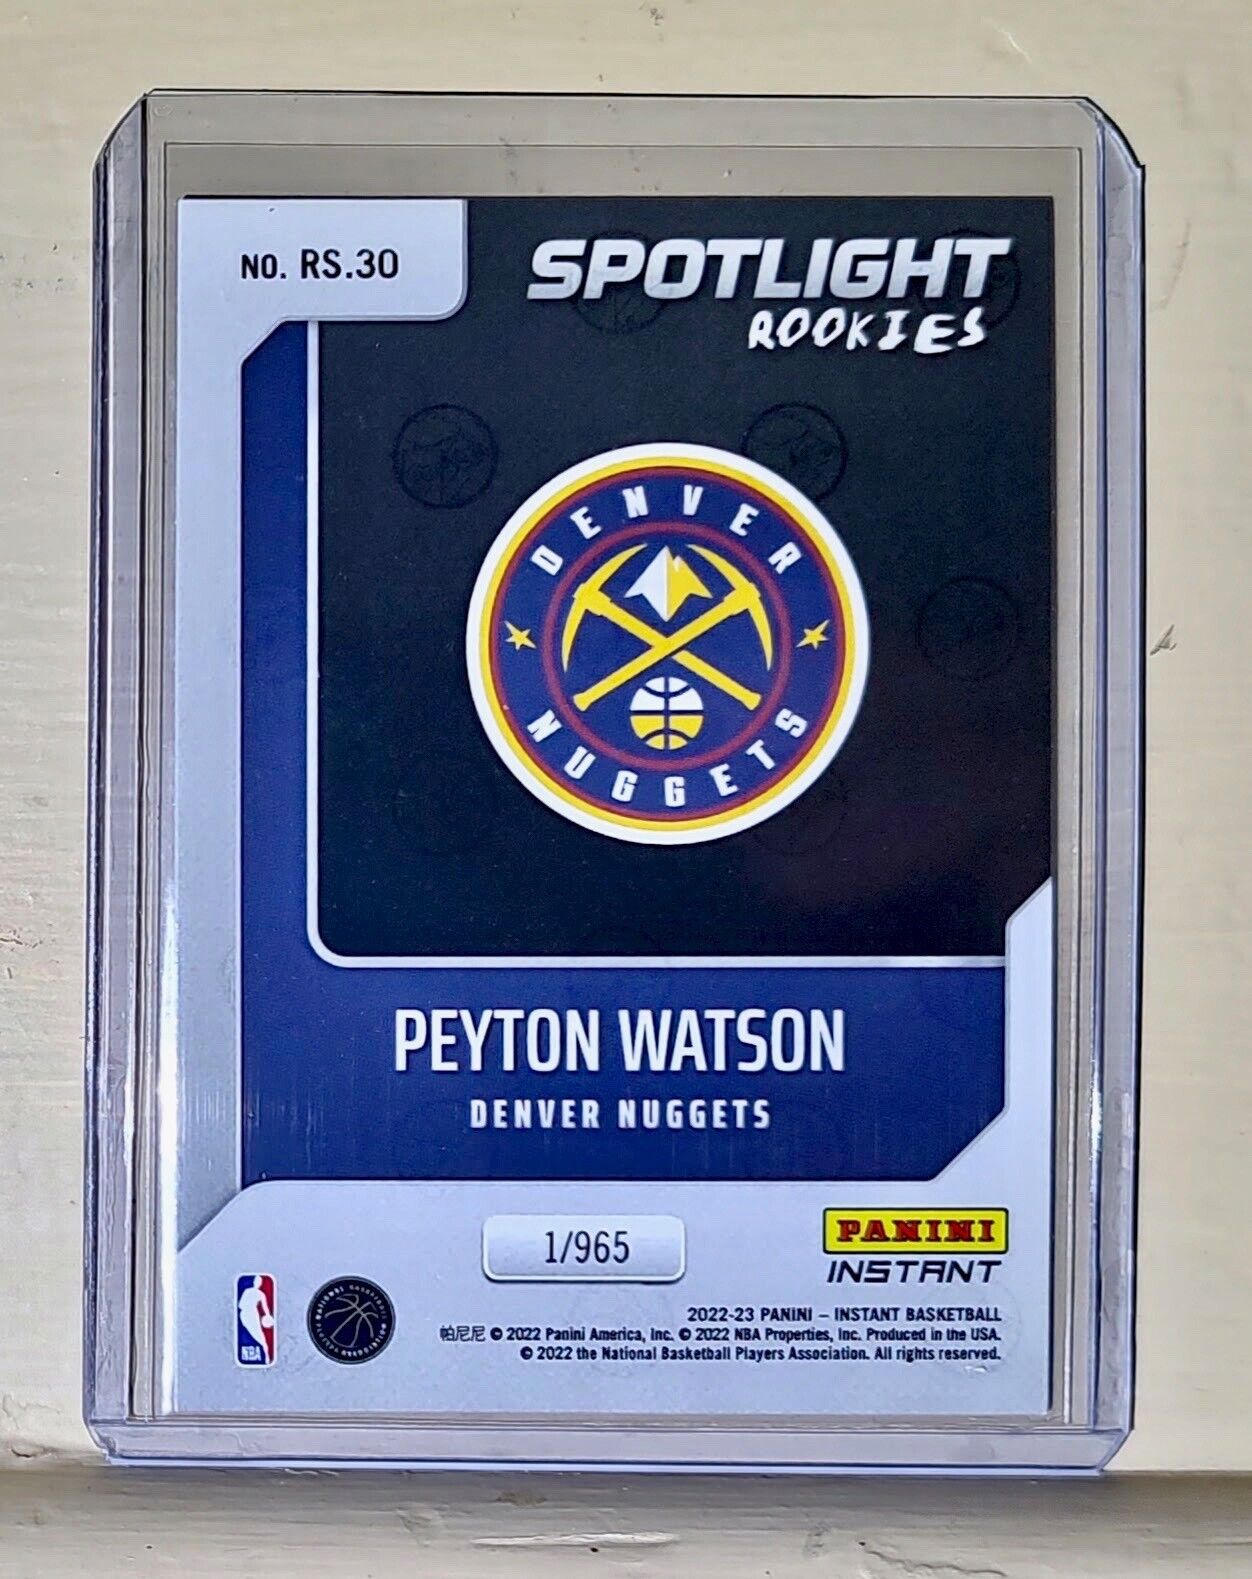 NO. RS.30
SPOTLIGHT
ROOKIES
DENVER
NUGGETS
PEYTON WATSON
DENVER NUGGETS
1/965
PANINI
INSTANT
NBA
2022-23 PANINI – INSTANT BASKETBALL
帕尼尼 © 2022 Panini America, Inc. © 2022 NBA Properties, Inc. Produced in the USA.
© 2022 the National Basketball Players Association. All rights reserved.